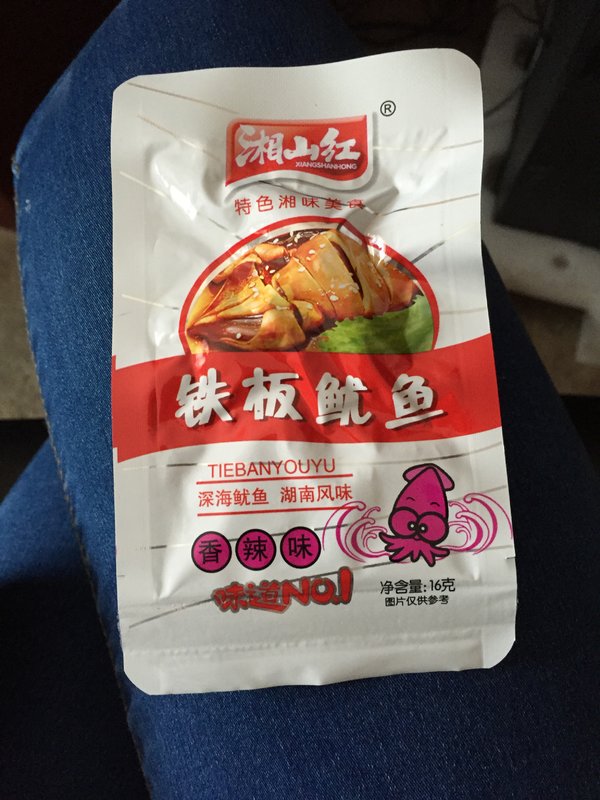 ®
湘山红
XIANGSHANHONG
特色湘味美食
铁板鱿鱼
TIEBANYOUYU
深海鱿鱼 湖南风味
香辣味
味道NO.1
净含量:16克
图片仅供参考